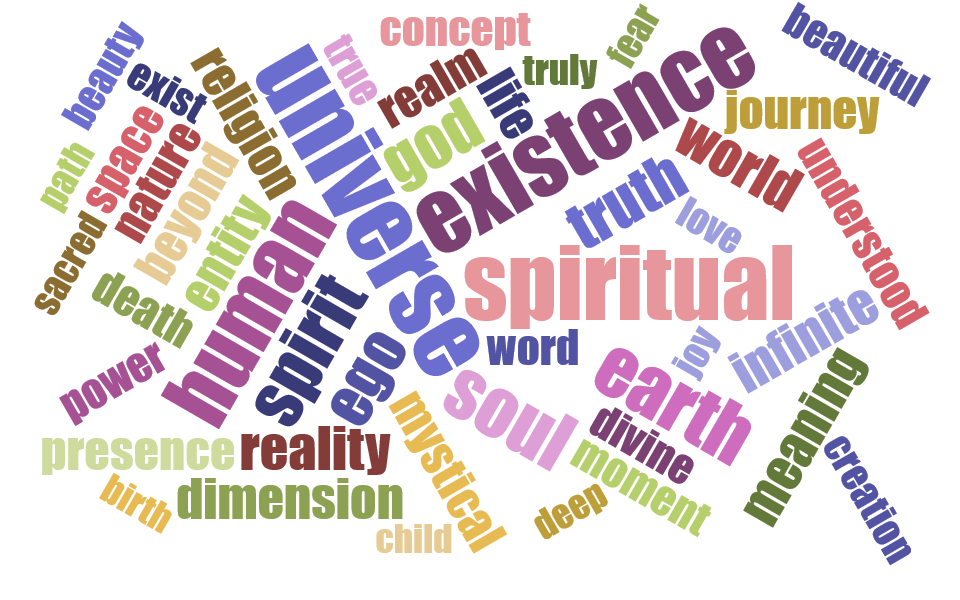 concept
fear
beautiful
beauty
true
realm
truly
exist
religion
universe
life
existence
journey
space
nature
god
world
path
beyond
truth
understood
sacred
entity
human
love
death
spirit
spiritual
infinite
power
ego
word
joy
earth
soul
meaning
presence
reality
mystical
divine
moment
creation
birth
dimension
deep
child